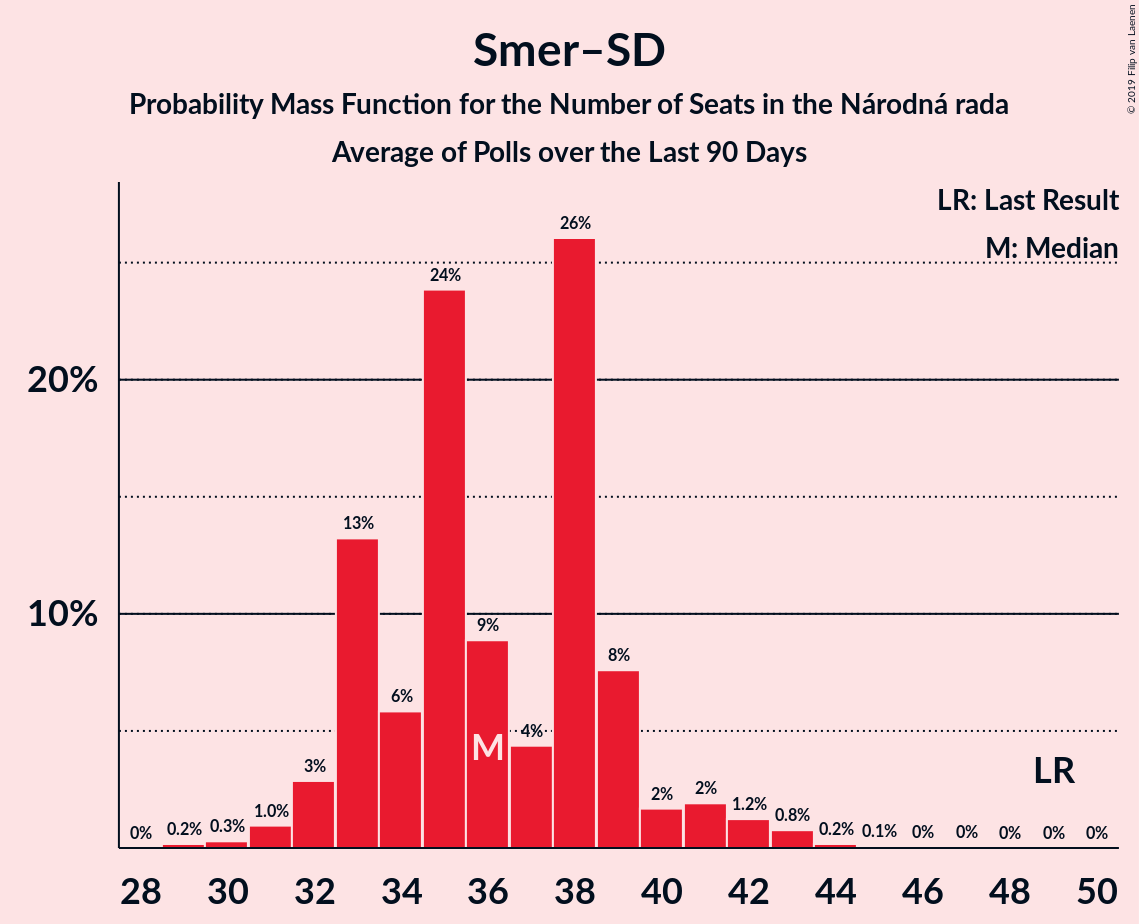 Smer–SD
Probability Mass Function for the Number of Seats in the Národná rada
Average of Polls over the Last 90 Days
© 2019 Filip van Laenen
LR: Last Result
M: Median
26%
24%
20%
13%
10%
9%
8%
6%
4%
M
LR
3%
2%
2%
1.2%
1.0%
0.8%
0% 0.2% 0.3%
0.2% 0.1% 0% 0% 0% 0% 0%
28 30 32 34 36 38 40 42 44 46 48 50